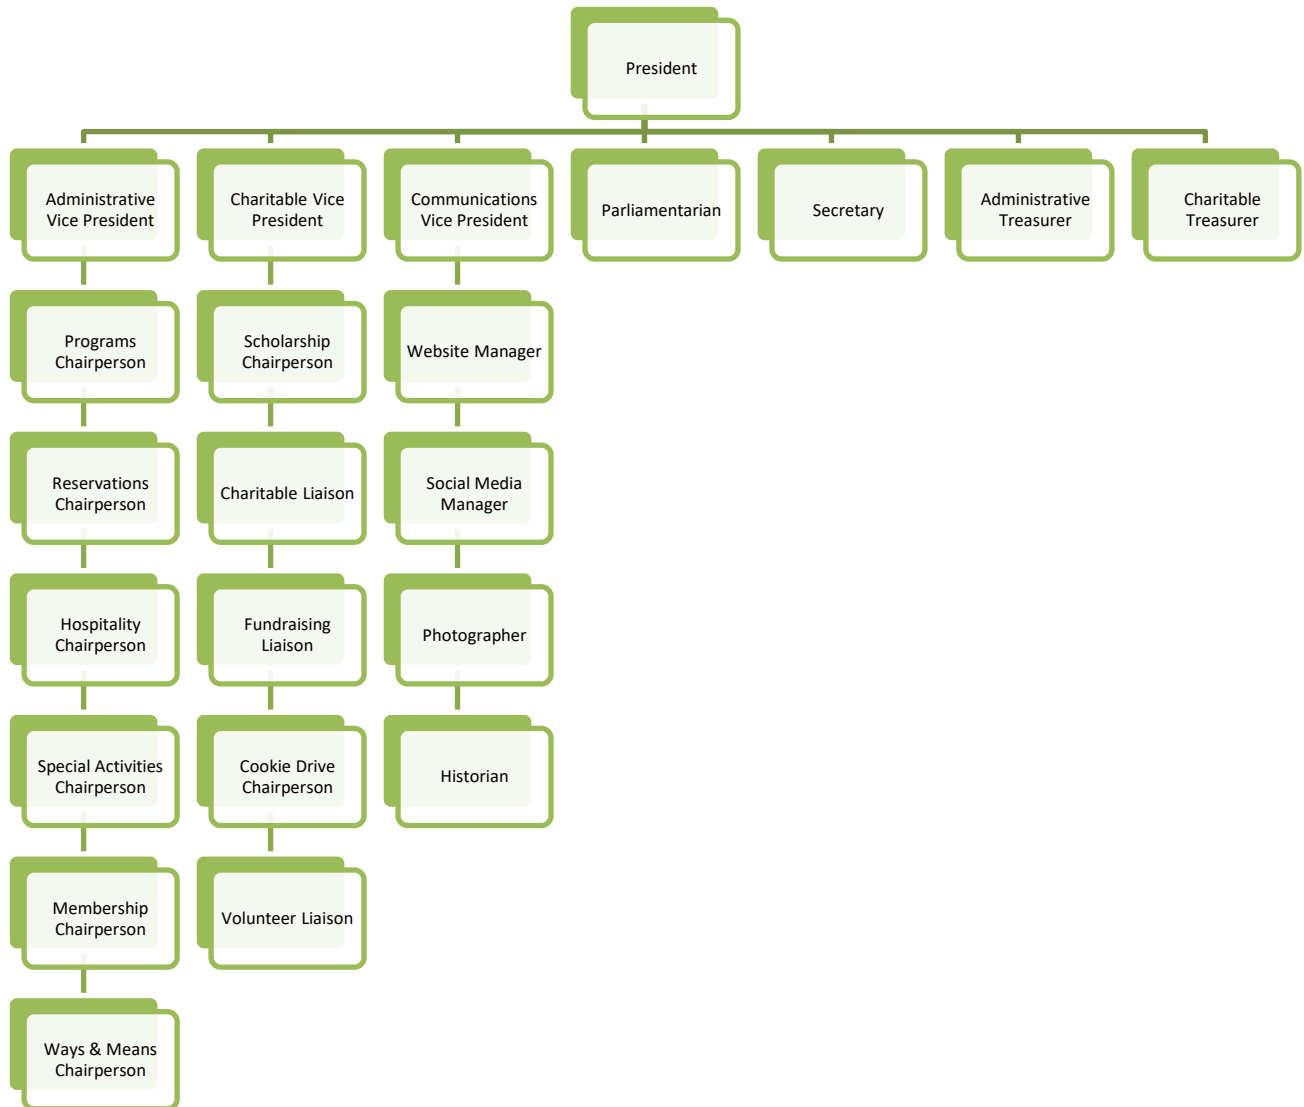 President
Administrative
Vice President
Charitable Vice
President
Communications
Vice President
Parliamentarian
Secretary
Administrative
Treasurer
Charitable
Treasurer
Programs
Chairperson
Scholarship
Chairperson
Website Manager
Reservations
Chairperson
Charitable Liaison
Social Media
Manager
Hospitality
Chairperson
Fundraising
Liaison
Photographer
Special Activities
Chairperson
Cookie Drive
Chairperson
Historian
Membership
Chairperson
Volunteer Liaison
Ways & Means
Chairperson